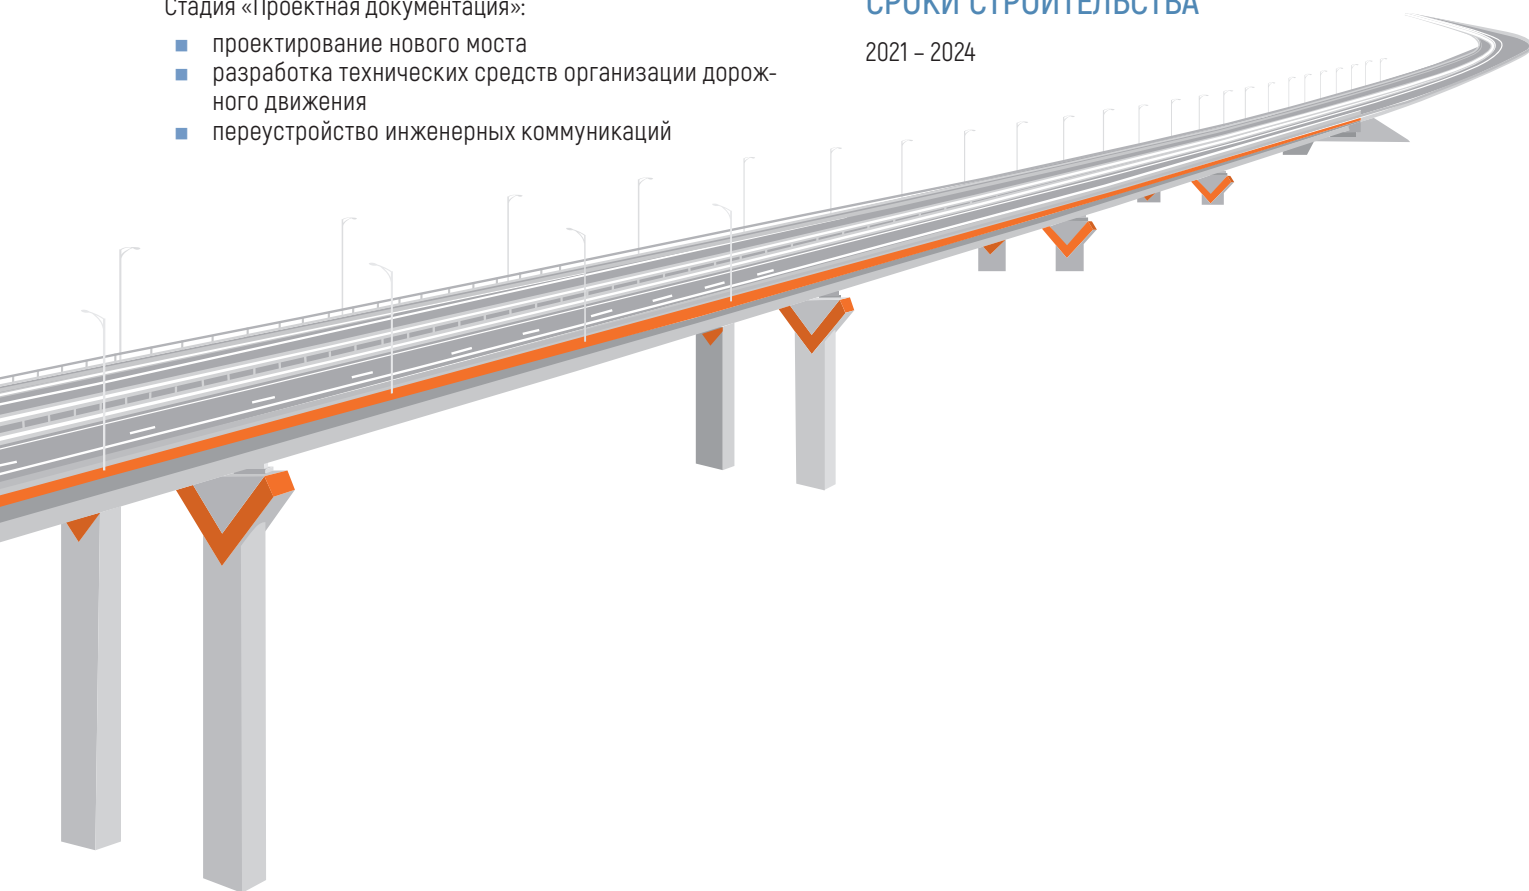 Стадия «Проектная документация»:
проектирование нового моста
разработка технических средств организации дорож-
ного движения
переустройство инженерных коммуникаций
СРОКИ СТРОИТЕЛЬСТВА
2021 – 2024